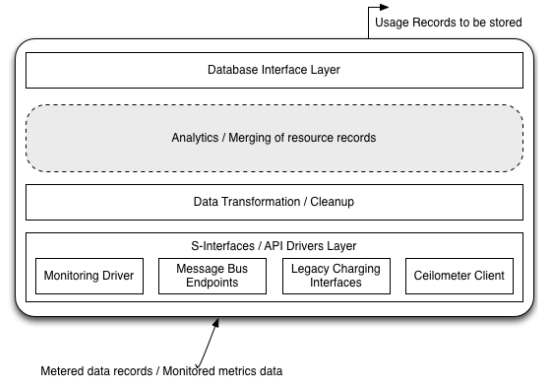 Usage Records to be stored
Database Interface Layer
Analytics / Merging of resource records
Data Transformation / Cleanup
S-Interfaces / API Drivers Layer
Monitoring Driver
Message Bus
Endpoints
Legacy Charging
Interfaces
Ceilometer Client
Metered data records / Monitored metrics data